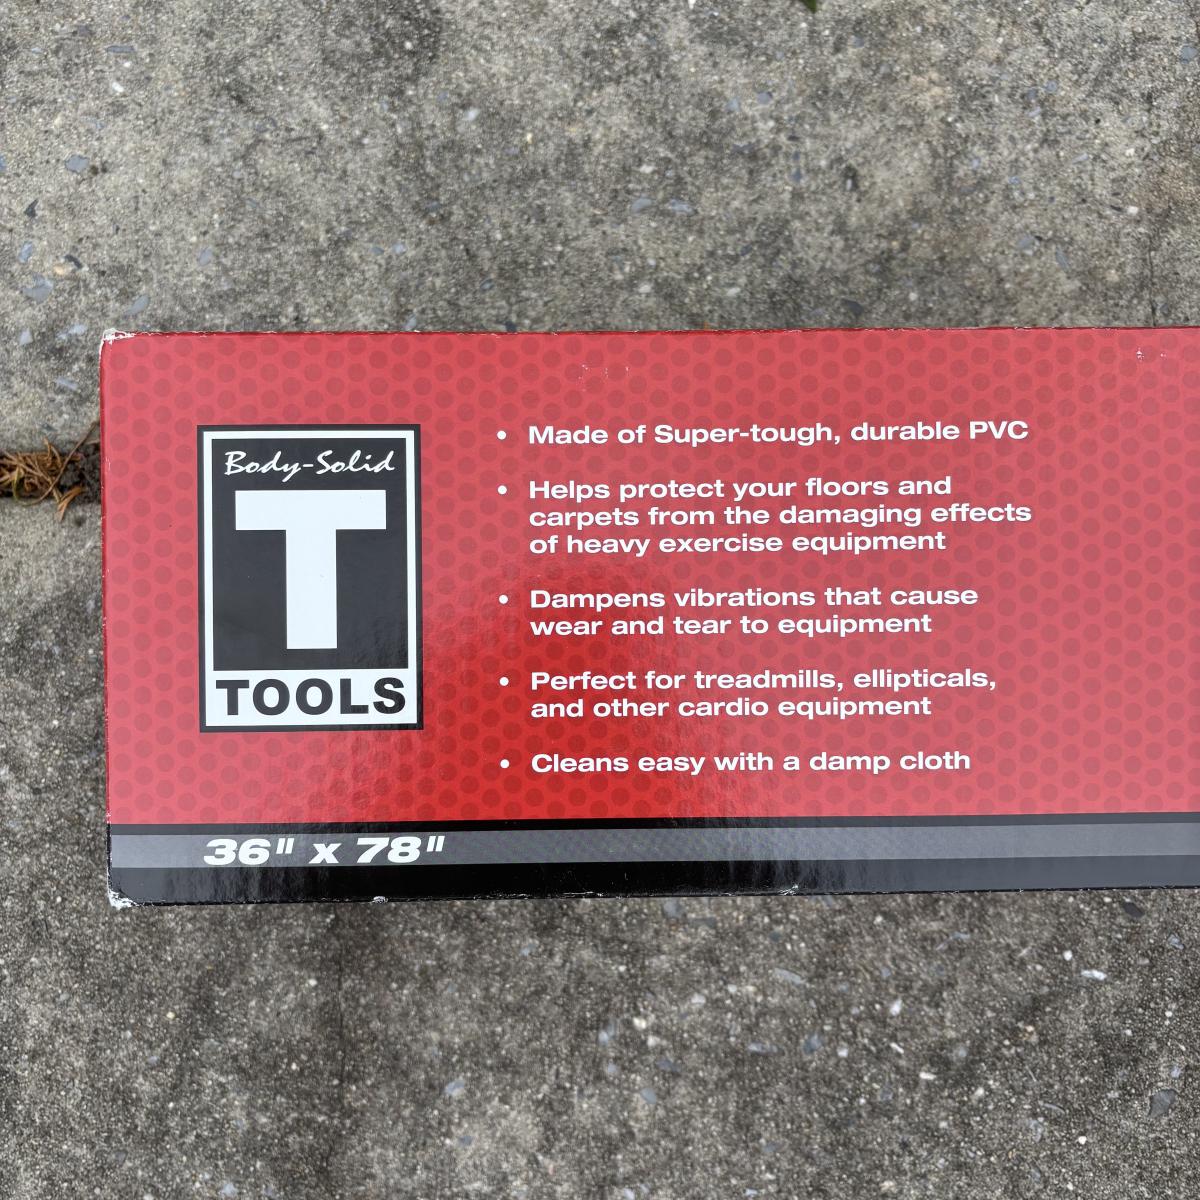 Body-Solid
T
TOOLS
• Made of Super-tough, durable PVC
• Helps protect your floors and
carpets from the damaging effects
of heavy exercise equipment
• Dampens vibrations that cause
wear and tear to equipment
• Perfect for treadmills, ellipticals,
and other cardio equipment
• Cleans easy with a damp cloth
36" x 78"